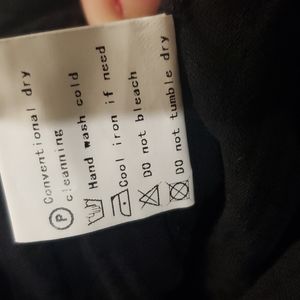 Conventional dry
P cleanning
Hand wash cold
Cool iron if need
DO not bleach
DO not tumble dry